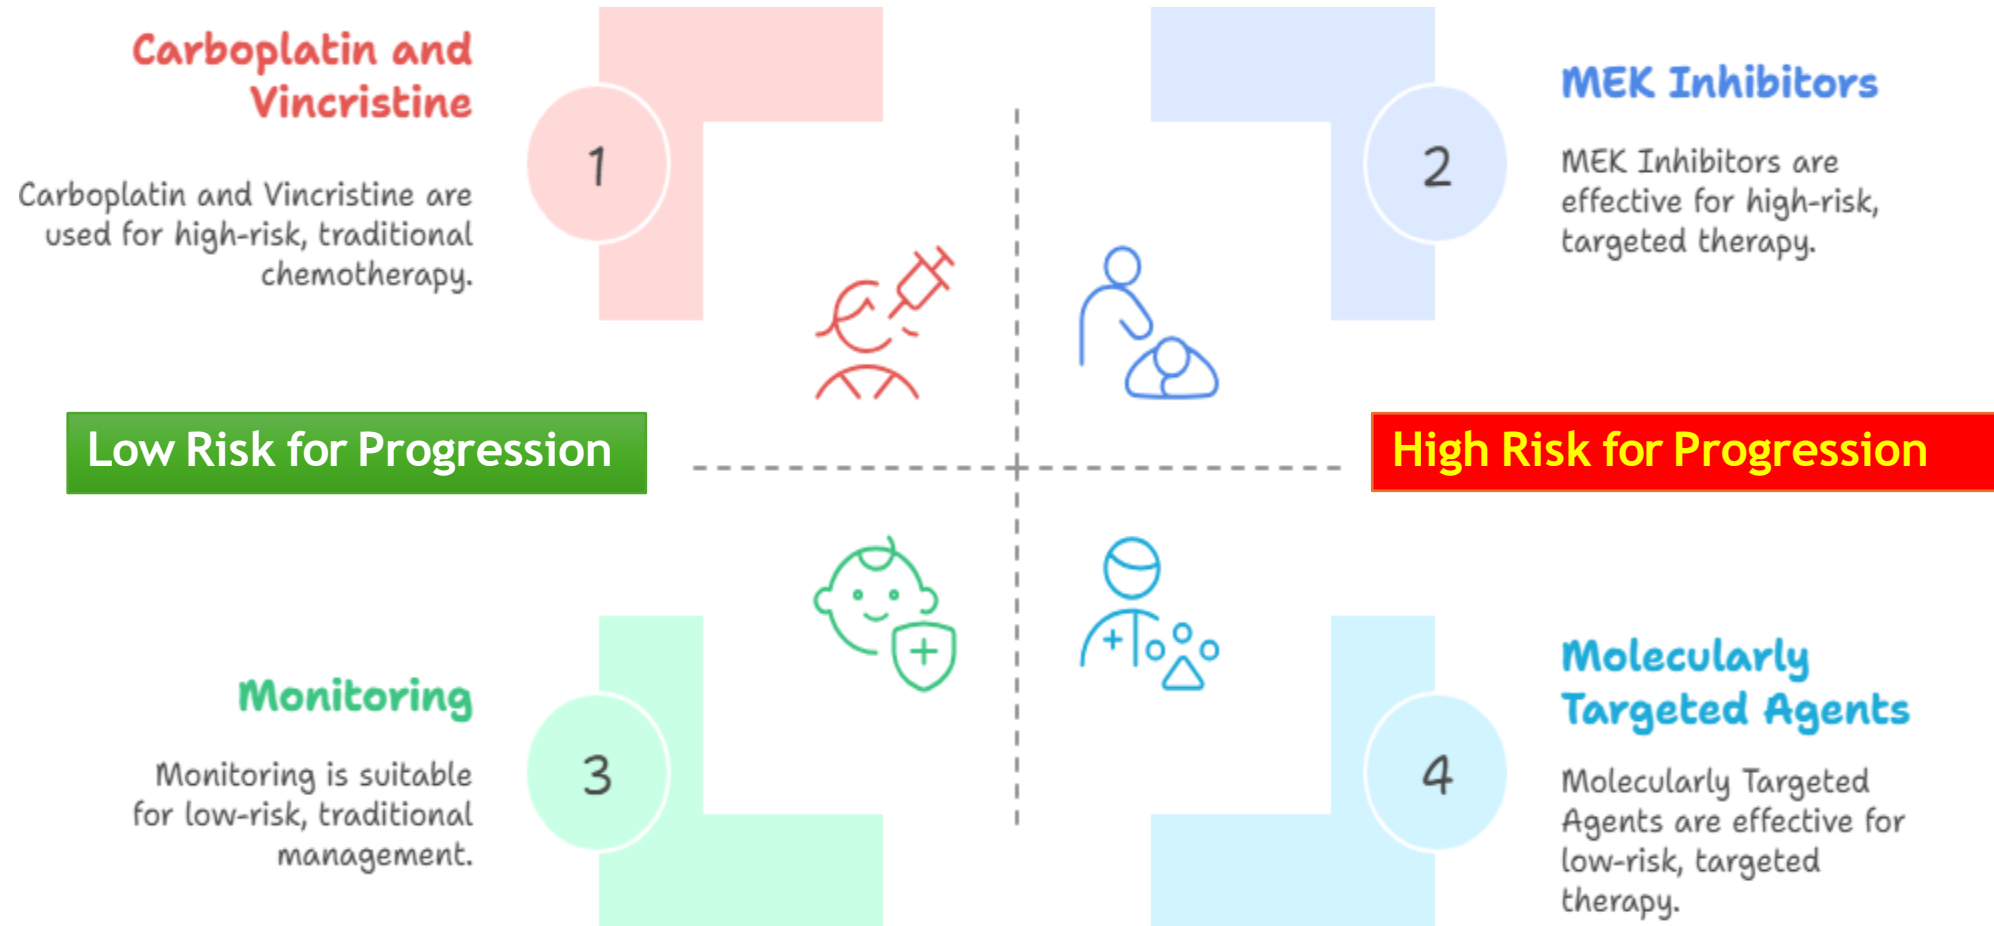 Carboplatin and
Vincristine
1
Carboplatin and Vincristine are
used for high-risk, traditional
chemotherapy.
2
MEK Inhibitors
MEK Inhibitors are
effective for high-risk,
targeted therapy.
Low Risk for Progression
High Risk for Progression
Monitoring
3
Monitoring is suitable
for low-risk, traditional
management.
4
Molecularly
Targeted Agents
Molecularly Targeted
Agents are effective for
low-risk, targeted
therapy.